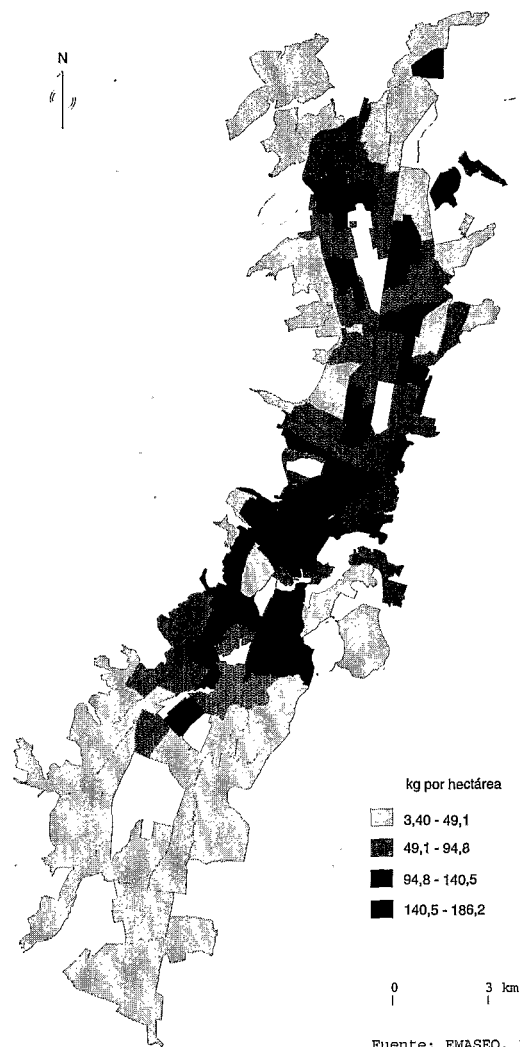 N
kg por hectárea
3,40 - 49,1
49,1 - 94,8
94,8 - 140,5
140,5 - 186,2
0 3 km
Fuente: EMASEO,